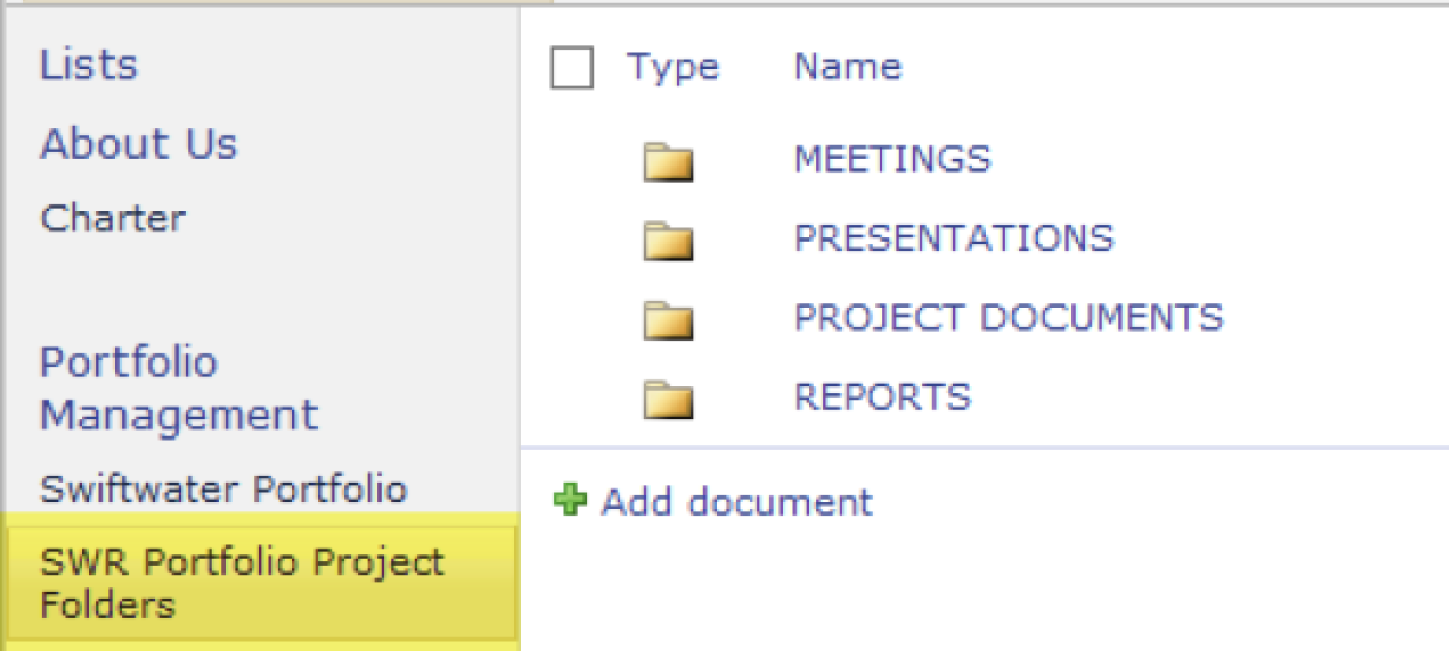 Lists
About Us
Charter
Portfolio
Management
Swiftwater Portfolio
SWR Portfolio Project
Folders
Type Name
MEETINGS
PRESENTATIONS
PROJECT DOCUMENTS
REPORTS
Add document